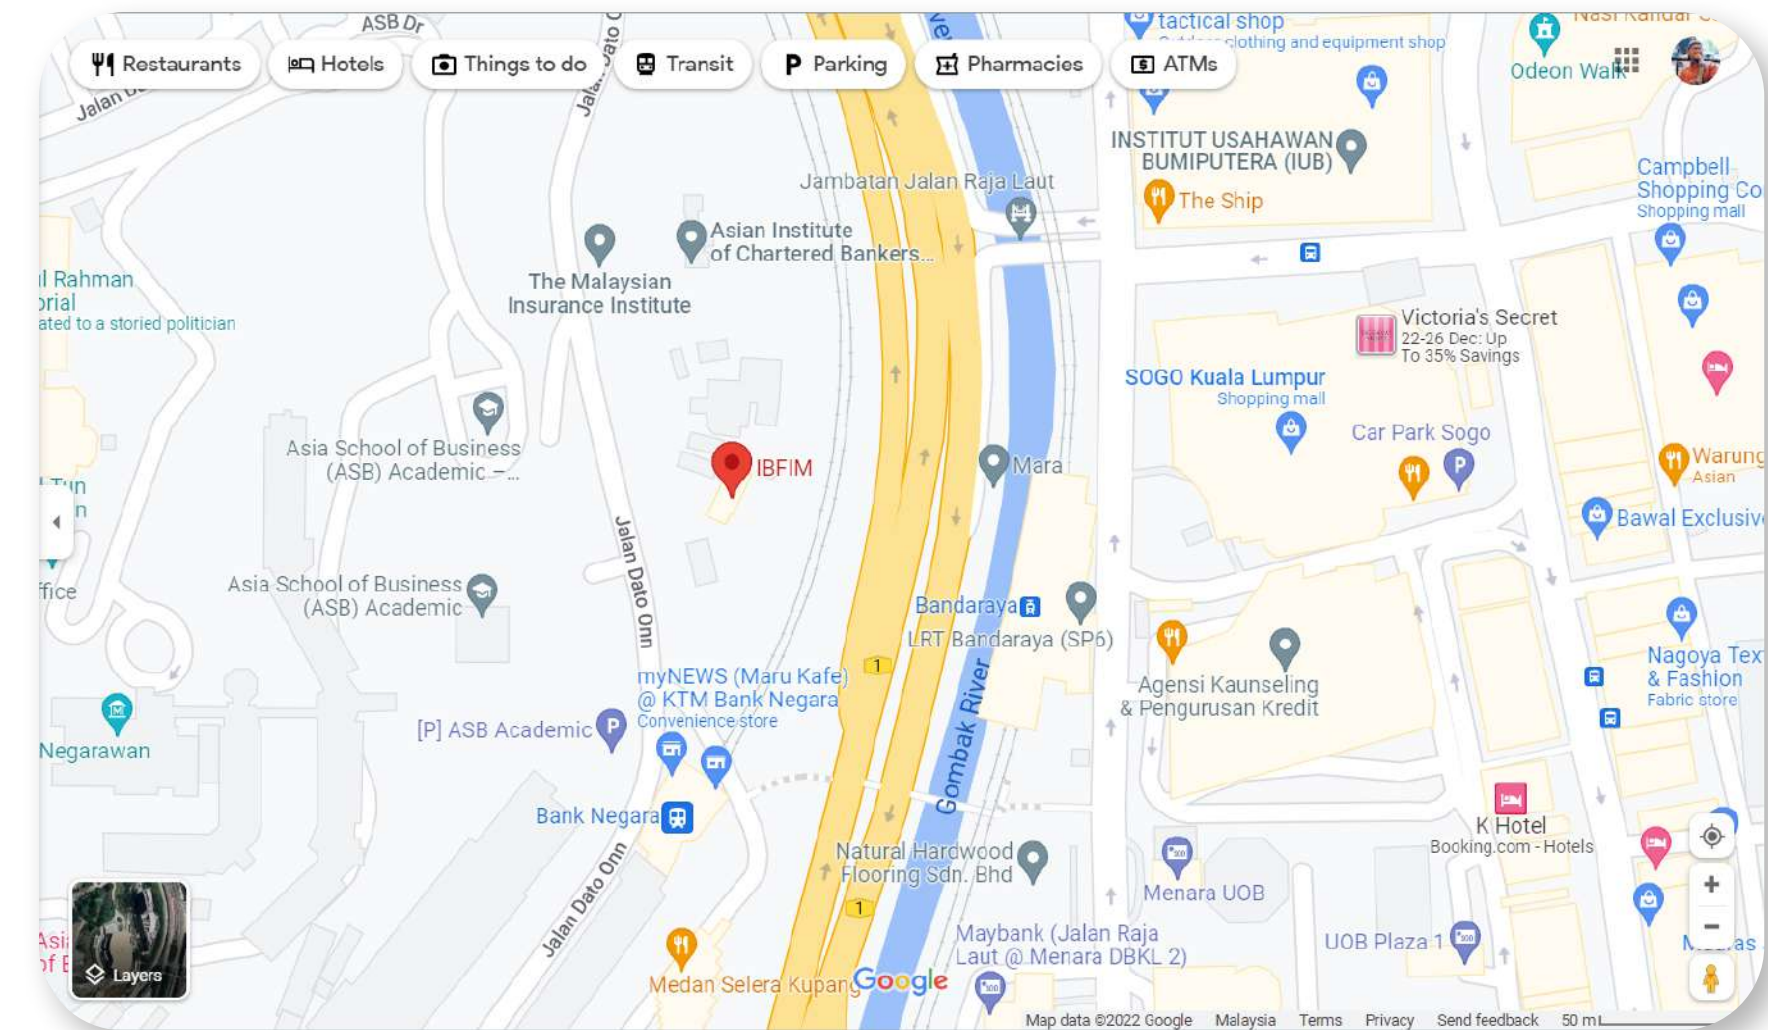 ASB Dr
tactical shop
Outdoor clothing and equipment shop
Restaurants
Hotels
Things to do
Transit
Parking
Pharmacies
ATMs
Odeon Walk
INSTITUT USAHAWAN
BUMIPUTERA (IUB)
The Ship
Campbell
Shopping Co
Shopping mall
Jambatan Jalan Raja Laut
Asian Institute
of Chartered Bankers...
The Malaysian
Insurance Institute
l Rahman
orial
ated to a storied politician
Victoria's Secret
22-26 Dec: Up
To 35% Savings
SOGO Kuala Lumpur
Shopping mall
Car Park Sogo
Asia School of Business
(ASB) Academic –...
IBFIM
Mara
Warung
Asian
Bawal Exclusiv
Tun
n
ffice
Jalan Dato Onn
Asia School of Business
(ASB) Academic
Bandaraya
LRT Bandaraya (SP6)
Agensi Kaunseling
& Pengurusan Kredit
Nagoya Tex
& Fashion
Fabric store
myNEWS (Maru Kafe)
@ KTM Bank Negara
Convenience store
1
Gombak River
[P] ASB Academic
Negarawan
Bank Negara
K Hotel
Booking.com - Hotels
Natural Hardwood
Flooring Sdn. Bhd
Menara UOB
Jalan Dato Onn
1
Maybank (Jalan Raja
Laut @ Menara DBKL 2)
UOB Plaza 1
Asi
of
Layers
Medan Selera Kupang
Google
Map data ©2022 Google
Malaysia
Terms
Privacy
Send feedback
50 m